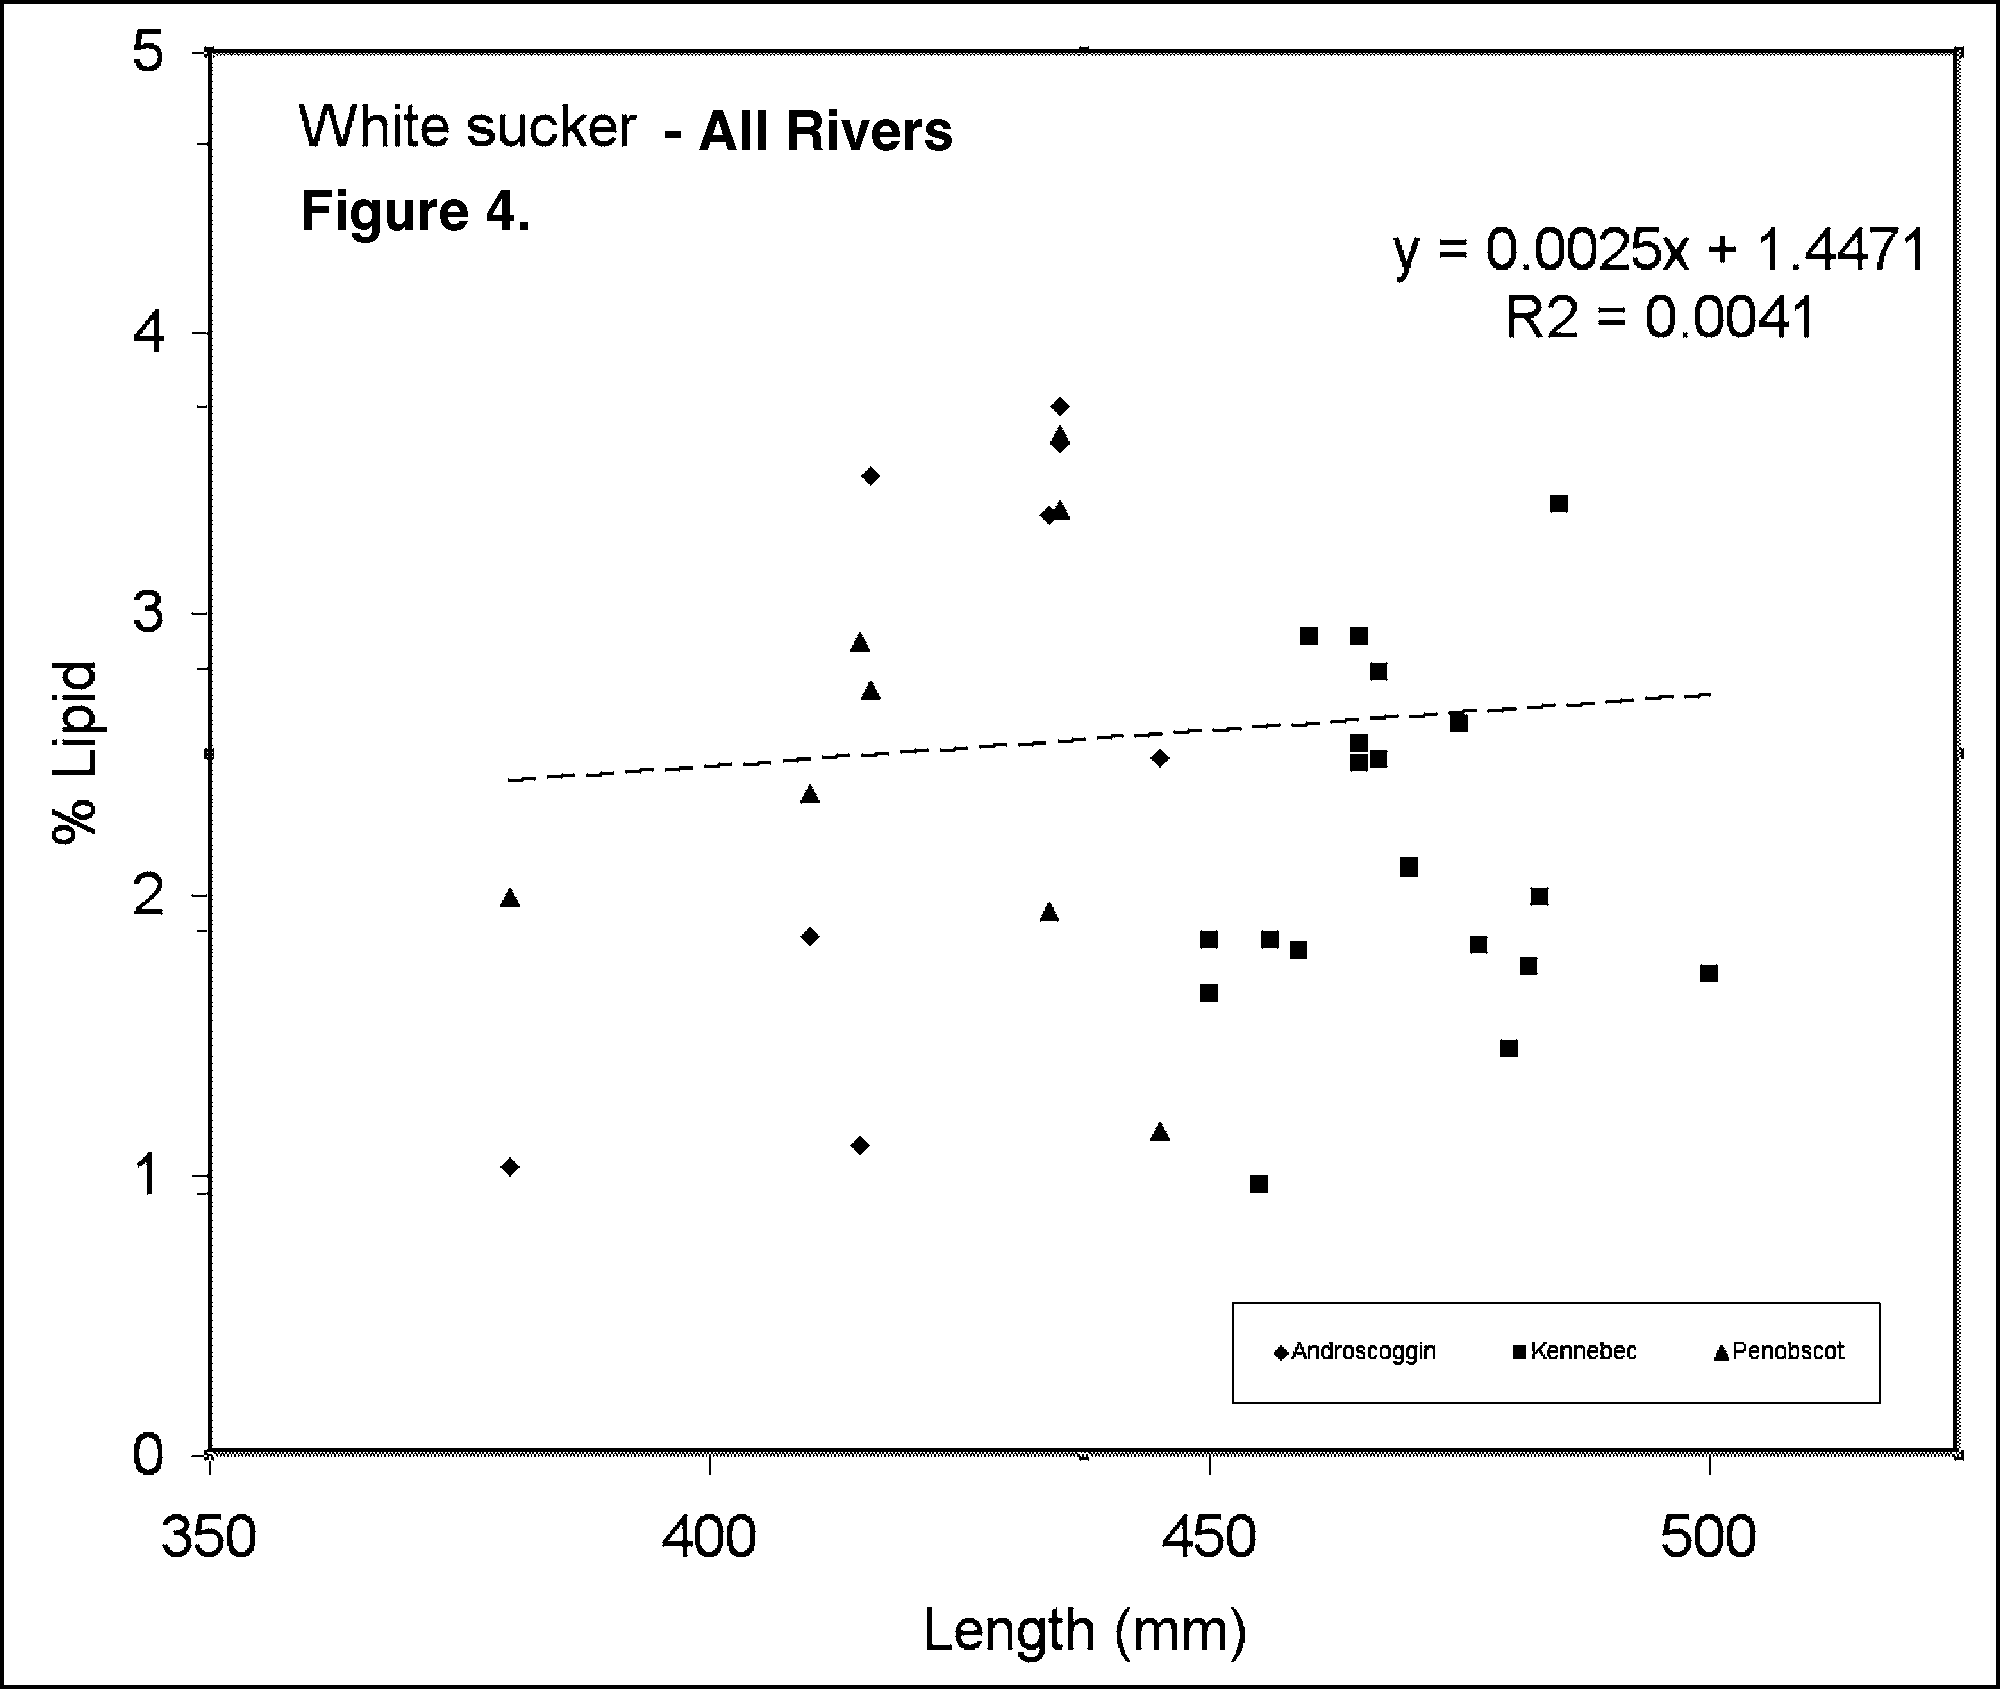 White sucker - All Rivers
Figure 4.
y = 0.0025x + 1.4471
R2 = 0.0041
5
4
3
2
1
0
% Lipid
350 400 450 500
Length (mm)
Androscoggin Kennebec Penobscot